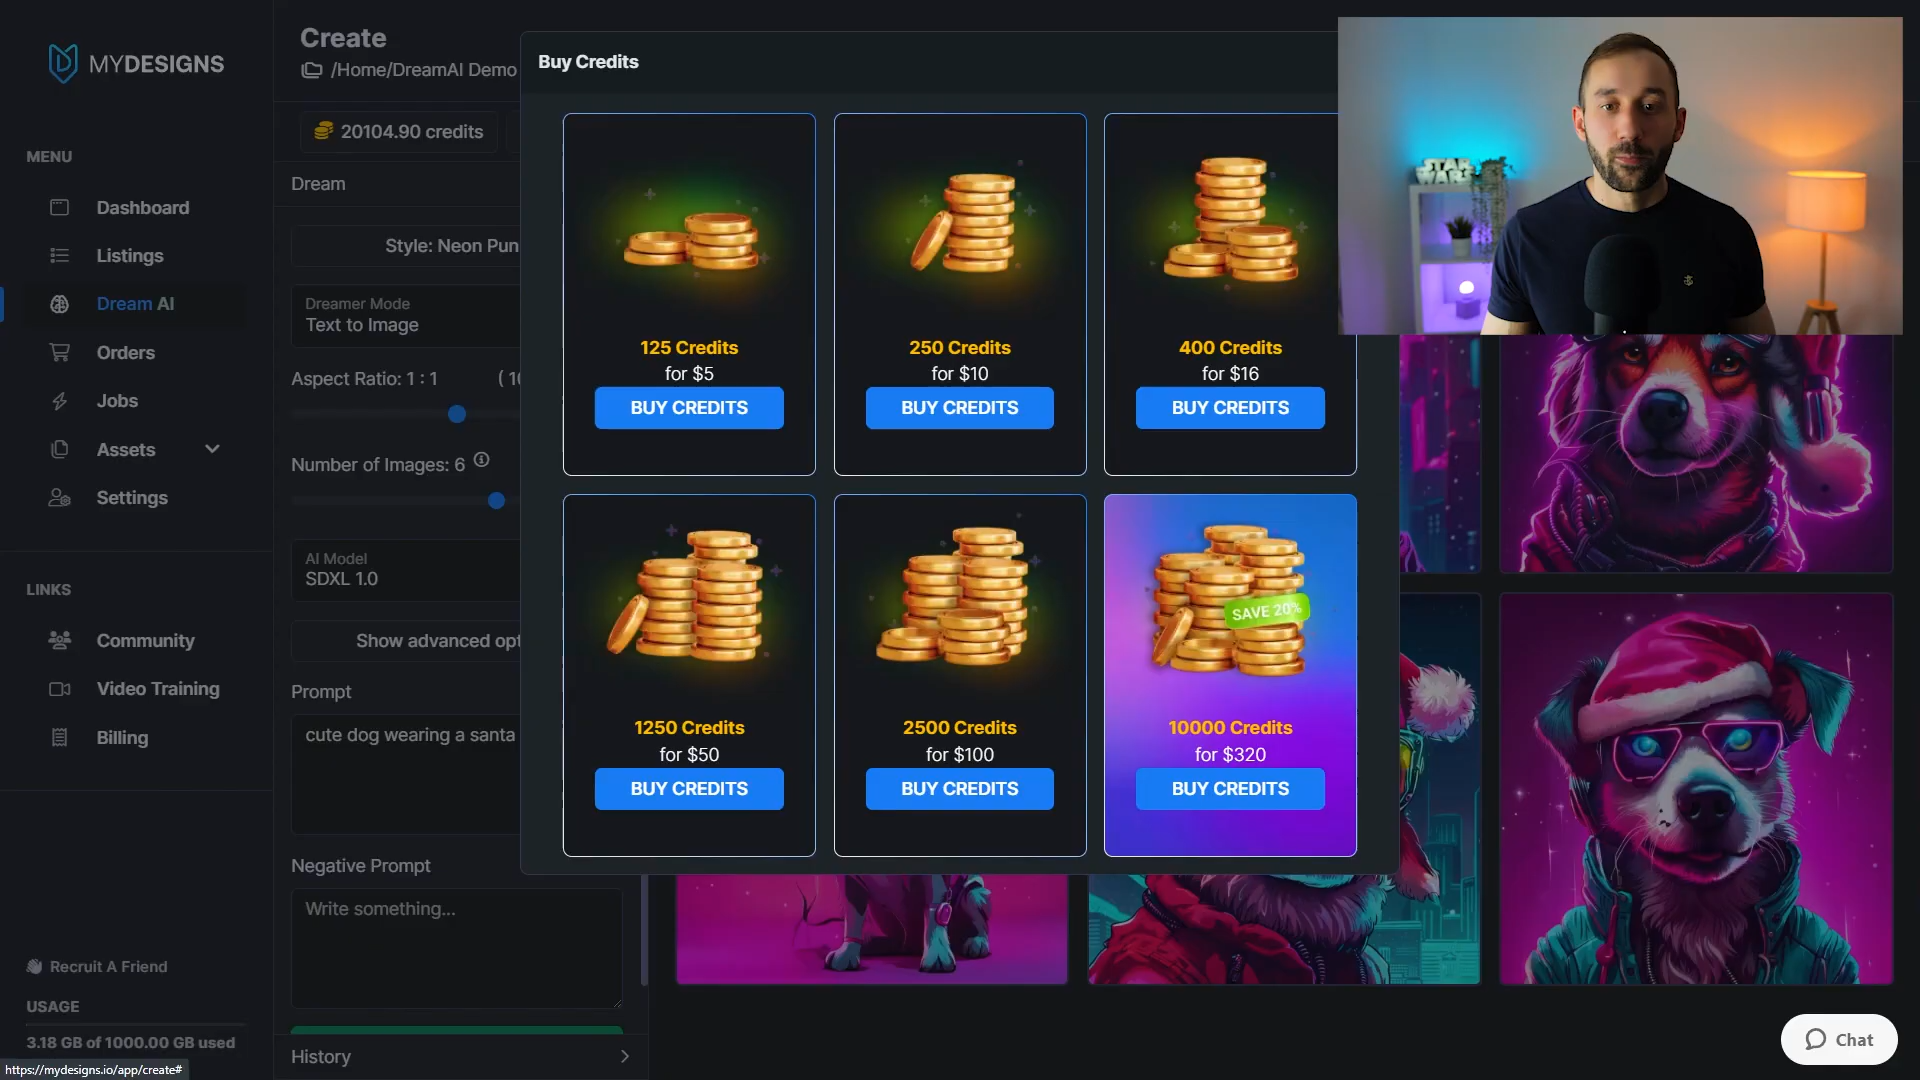 MYDESIGNS
MENU
Dashboard
Listings
Dream AI
Orders
Jobs
Assets
Settings
LINKS
Community
Video Training
Billing
Recruit A Friend
USAGE
3.18 GB of 1000.00 GB used
https://mydesigns.io/app/create#
Create
/Home/DreamAI Demo
20104.90 credits
Dream
Style: Neon Pun
Dreamer Mode
Text to Image
Aspect Ratio: 1 : 1
Number of Images: 6
AI Model
SDXL 1.0
Show advanced opt
Prompt
cute dog wearing a santa
Negative Prompt
Write something...
History
Buy Credits
125 Credits
for $5
BUY CREDITS
250 Credits
for $10
BUY CREDITS
400 Credits
for $16
BUY CREDITS
1250 Credits
for $50
BUY CREDITS
2500 Credits
for $100
BUY CREDITS
SAVE 20%
10000 Credits
for $320
BUY CREDITS
STAR
WARS
Chat